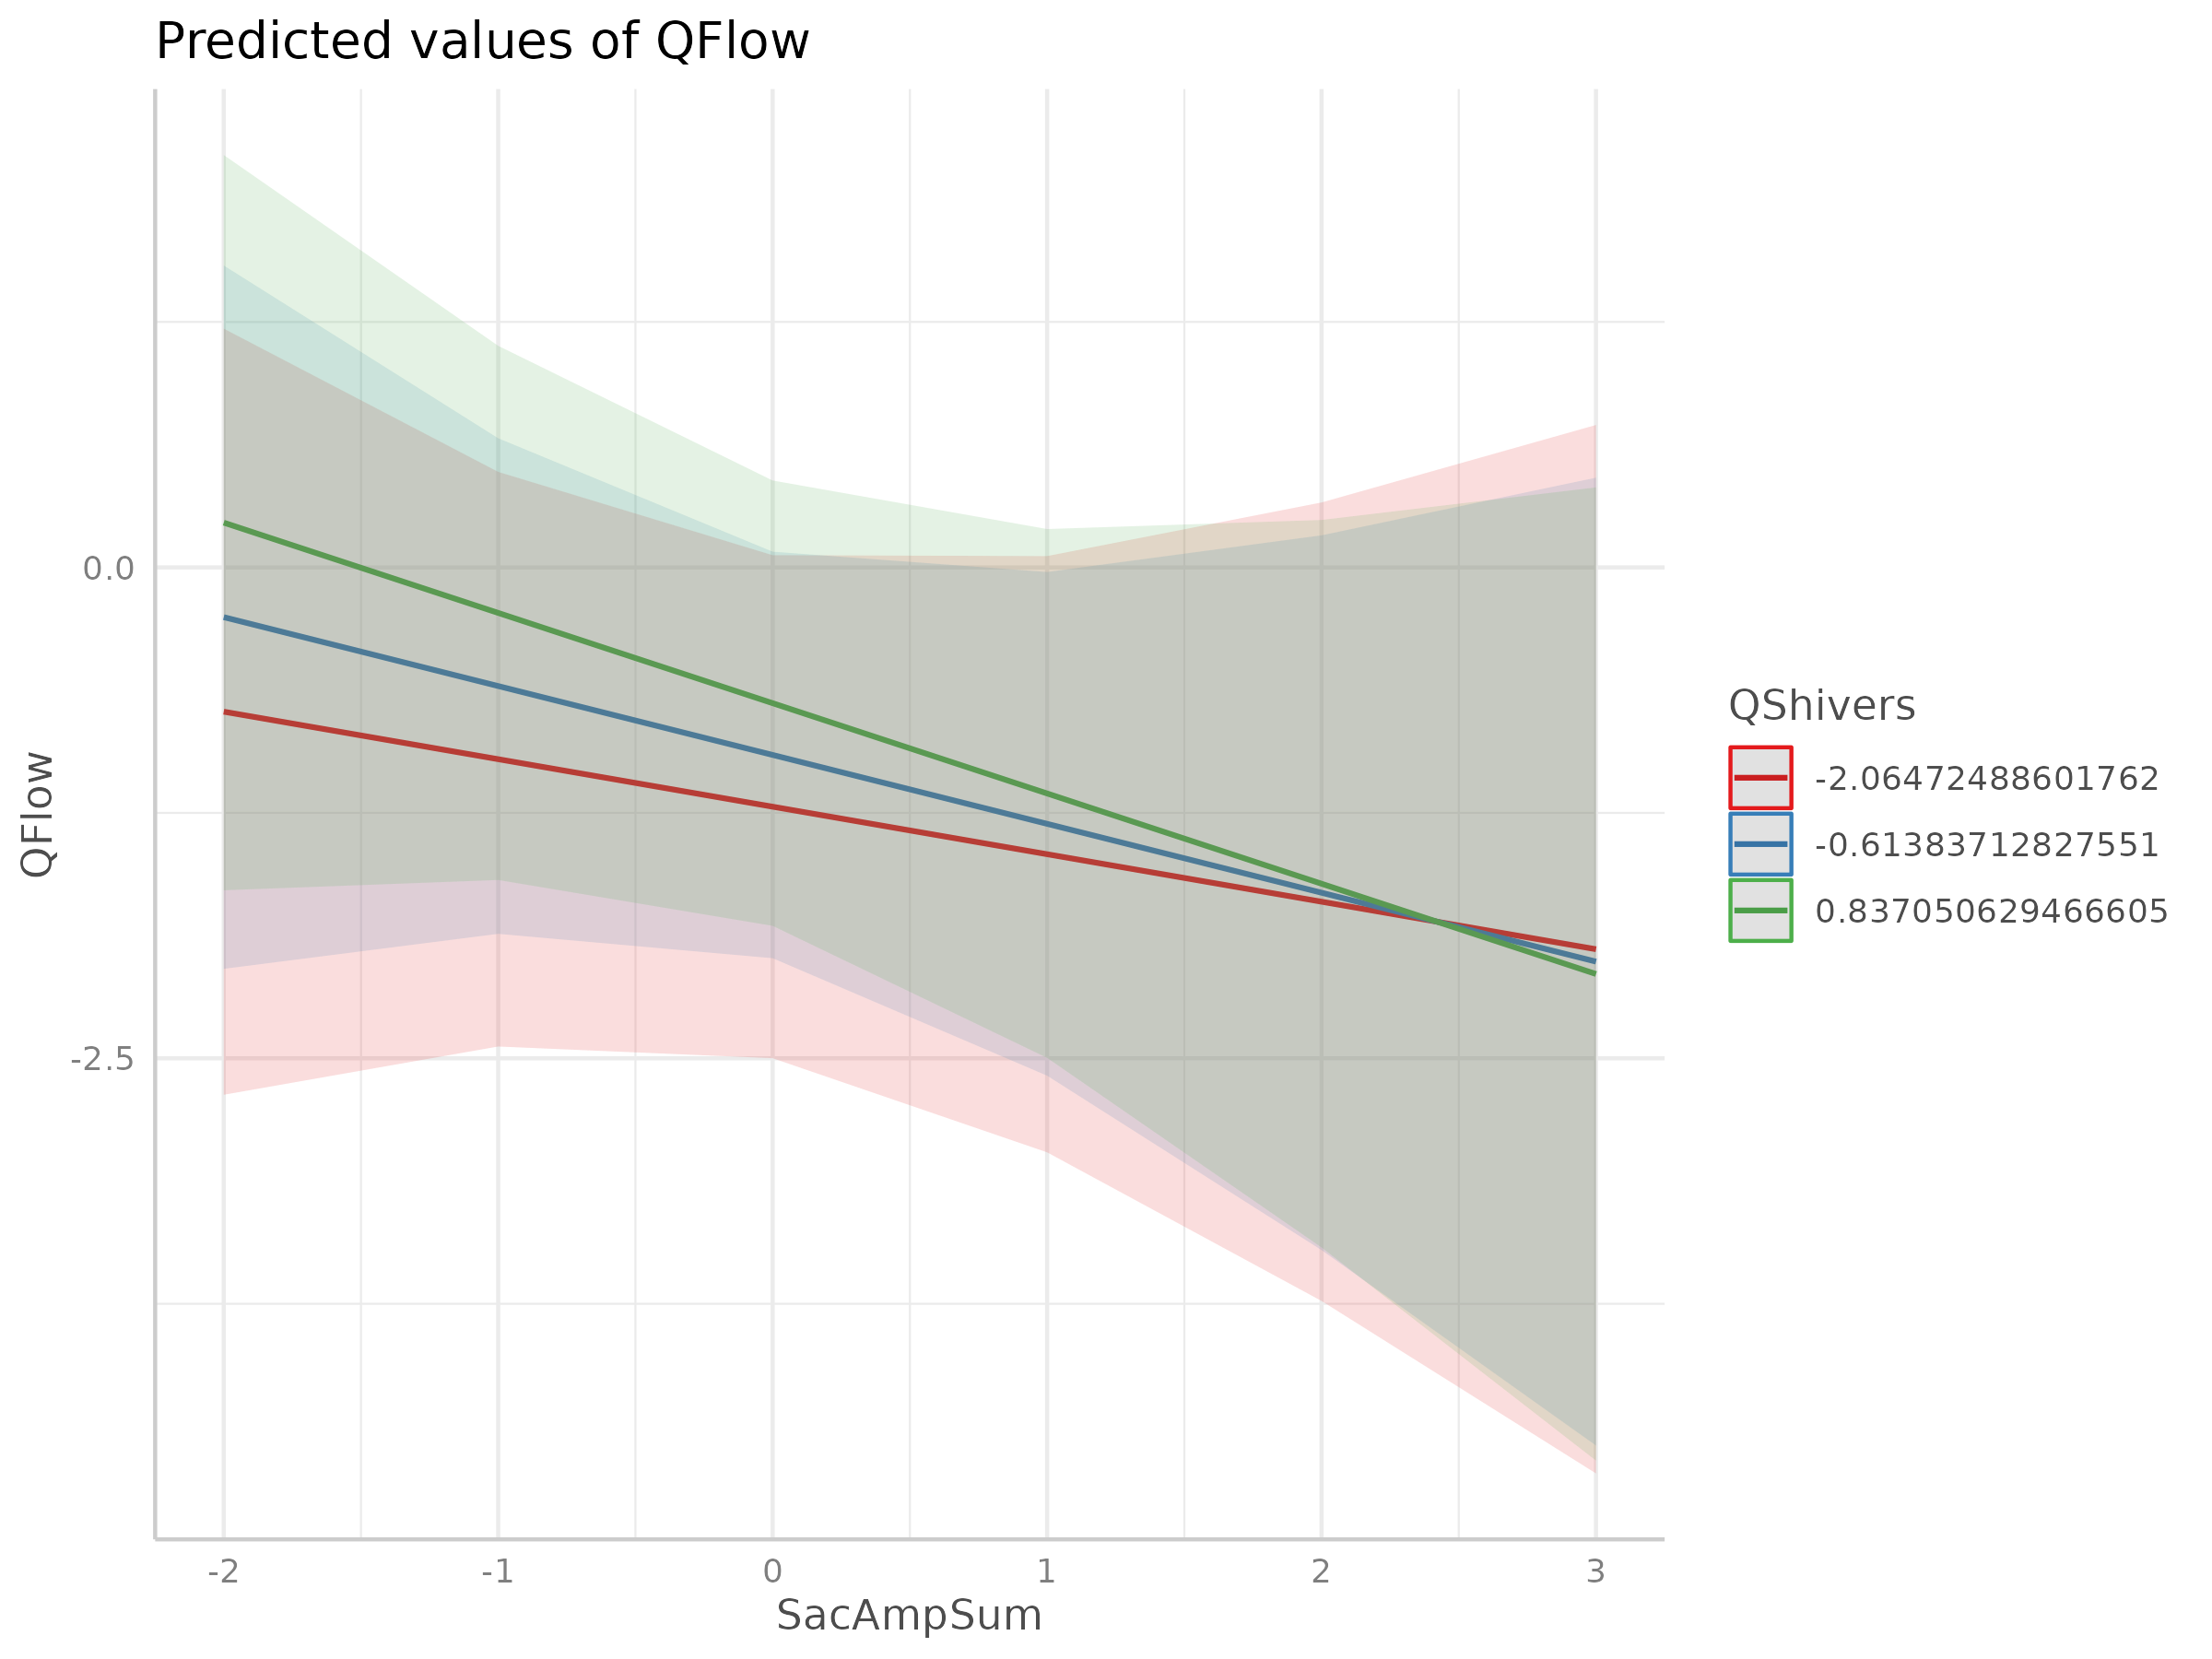 Predicted values of QFlow
QFlow
0.0
-2.5
-2
-1
0
1
2
3
SacAmpSum
QShivers
-2.06472488601762
-0.61383712827551
0.837050629466605